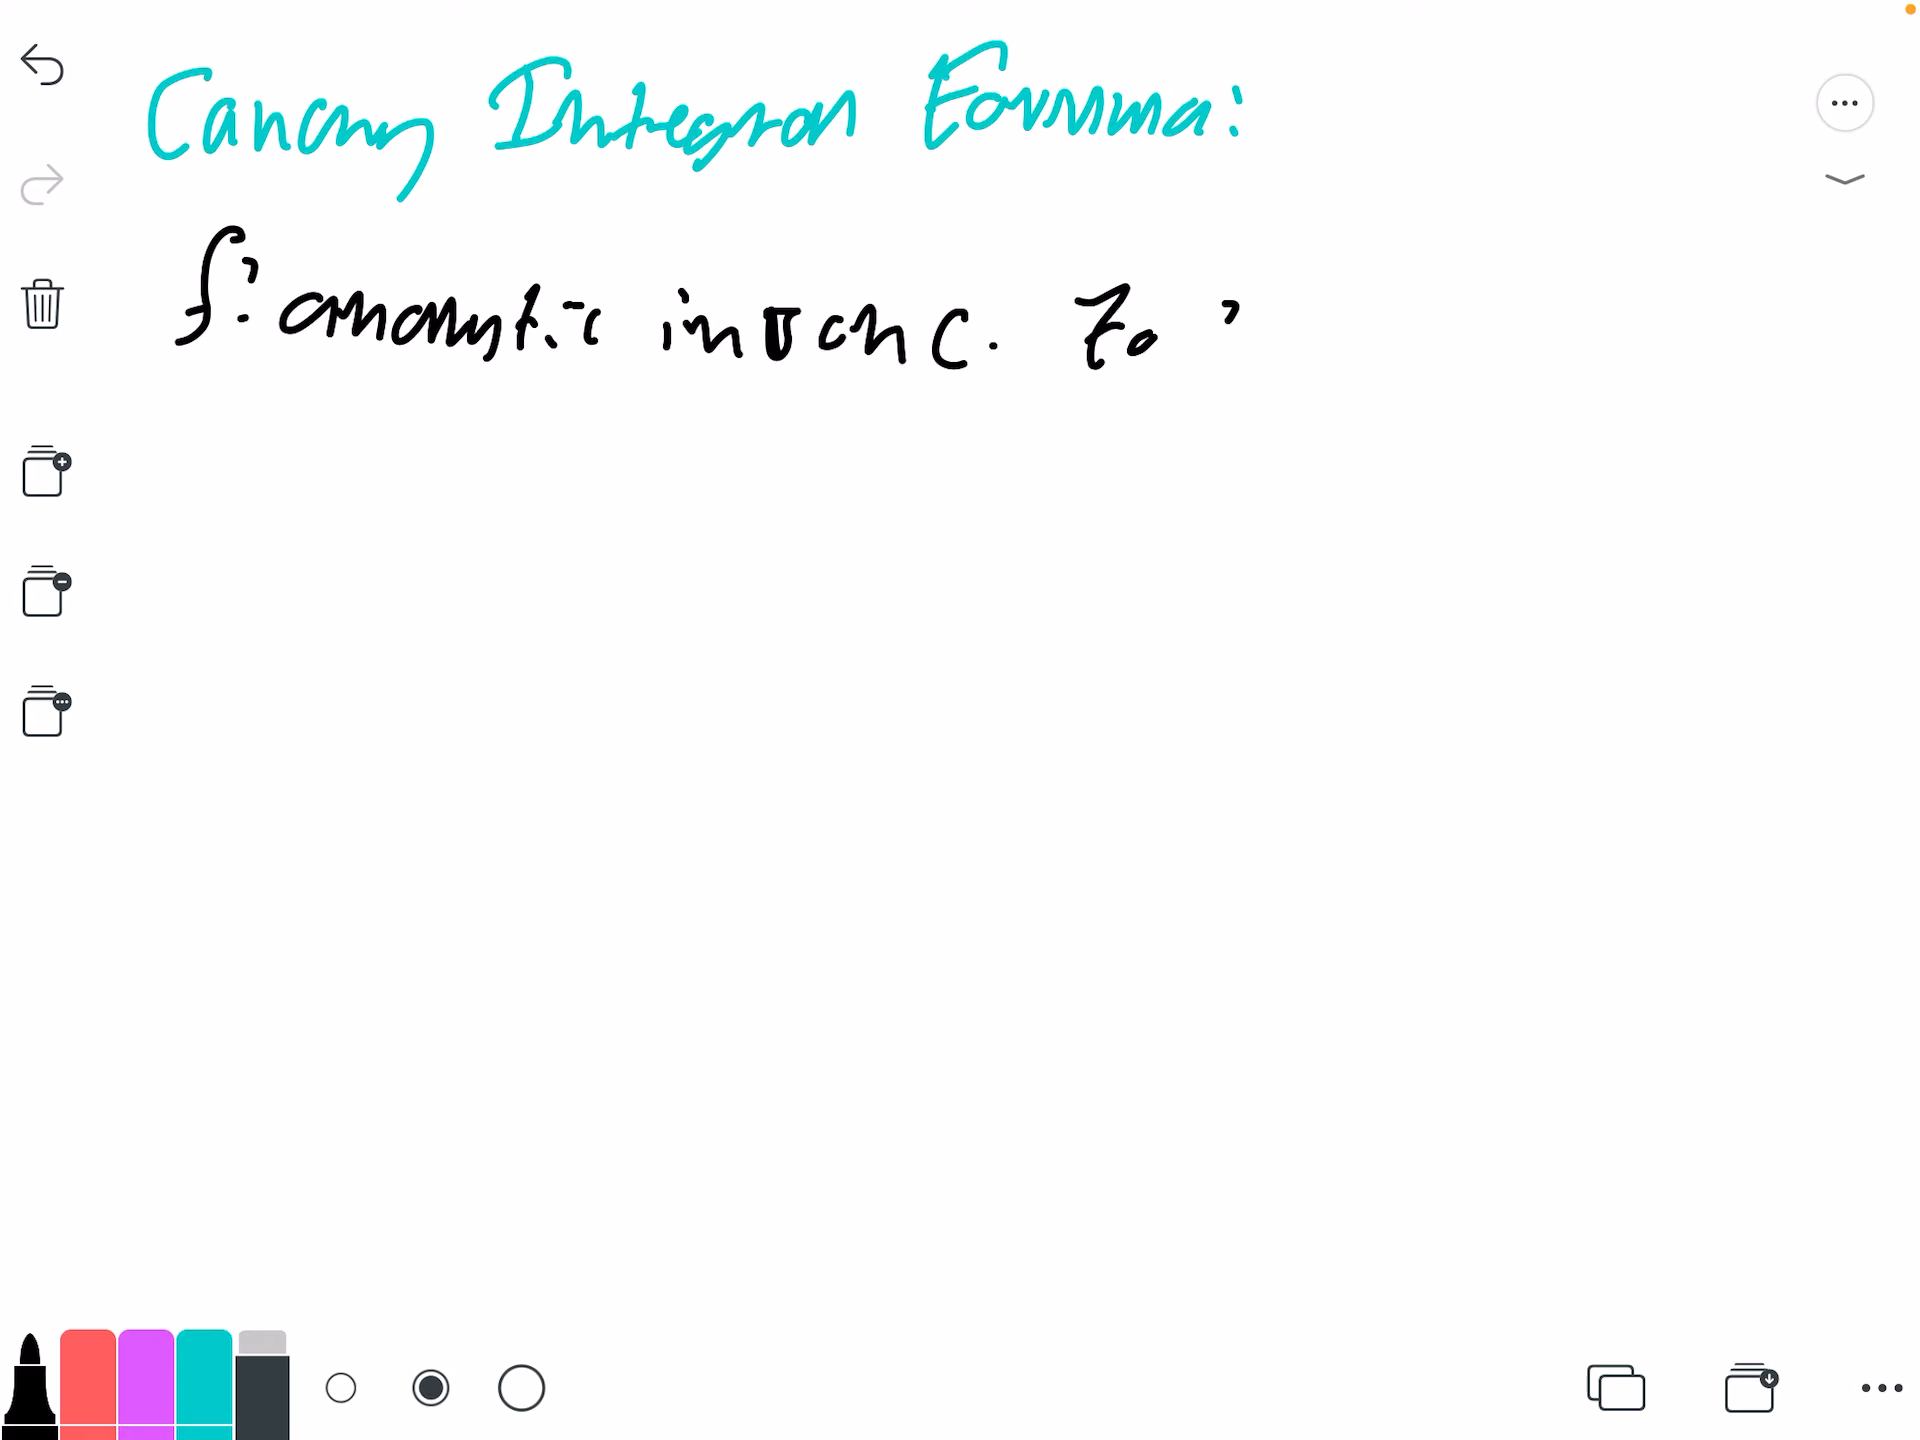 Cauchy Integral Formula:
f: analytic in & on C. Z₀